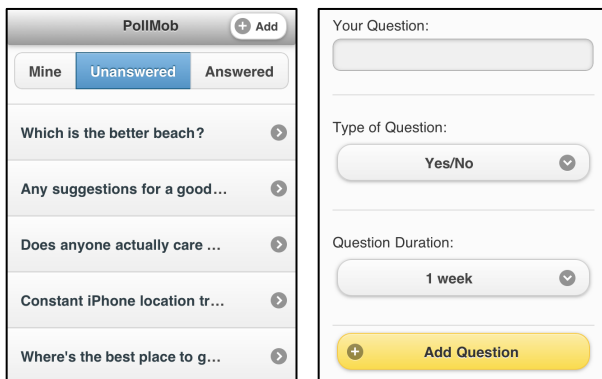 PollMob
Add
Mine Unanswered Answered
Which is the better beach?
Any suggestions for a good...
Does anyone actually care ...
Constant iPhone location tr...
Where's the best place to g...
Your Question:
Type of Question:
Yes/No
Question Duration:
1 week
Add Question